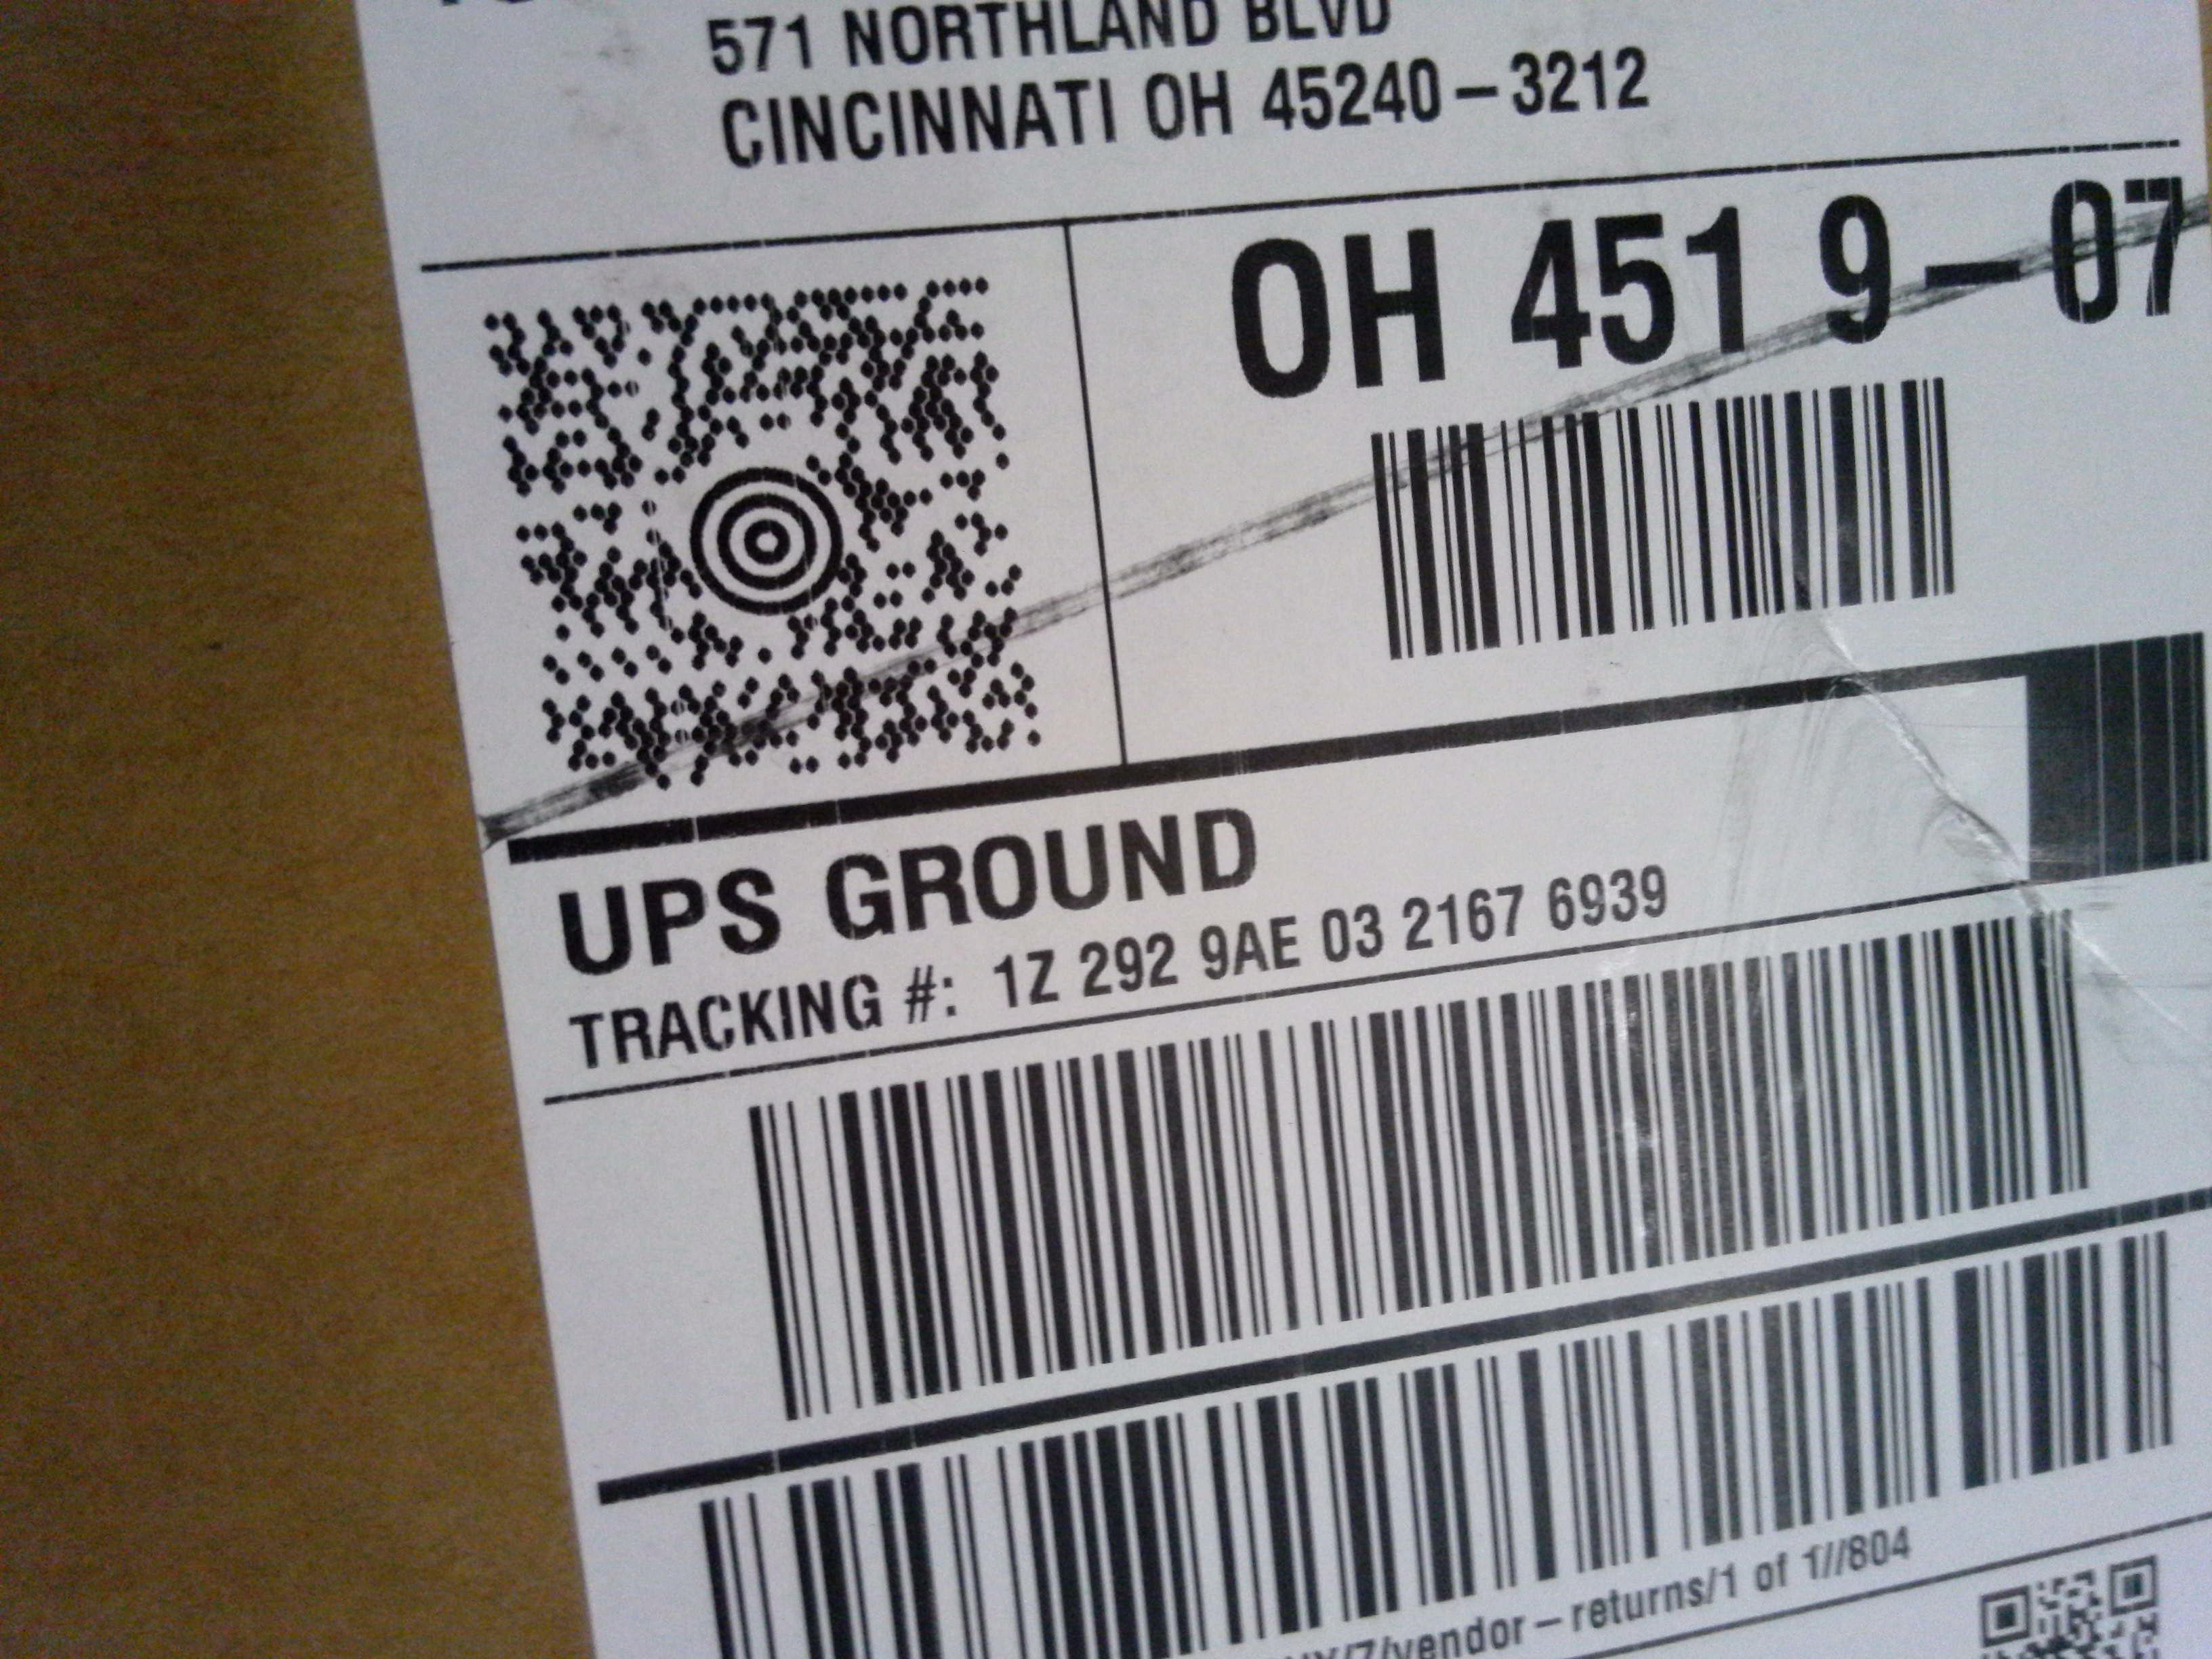 571 NORTHLAND BLVD
CINCINNATI OH 45240-3212
OH 451 9-07
UPS GROUND
TRACKING #: 1Z 292 9AE 03 2167 6939
/7/vendor-returns/1 of 1//804